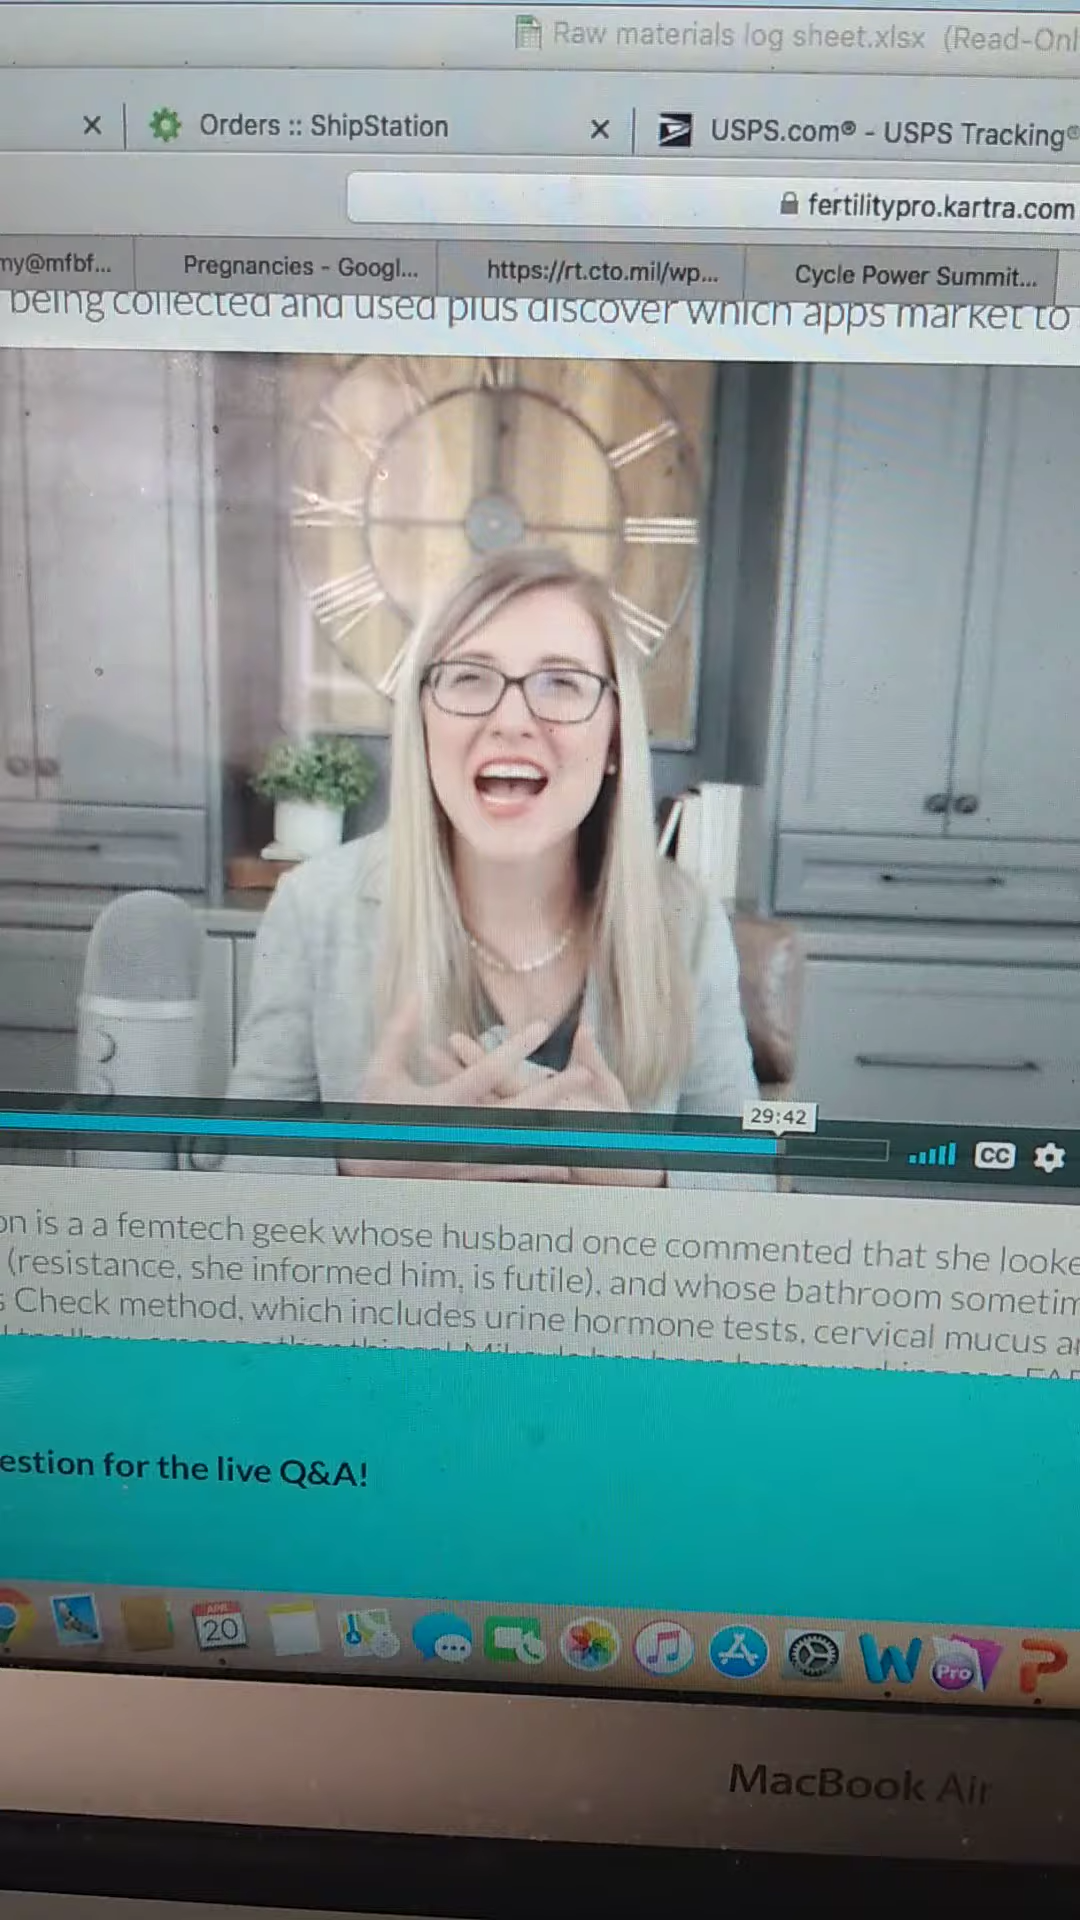 Raw materials log sheet.xlsx (Read-Onl
Orders :: ShipStation
USPS.com® - USPS Tracking®
fertilitypro.kartra.com
my@mfbf...
Pregnancies - Googl...
https://rt.cto.mil/wp...
Cycle Power Summit...
being collected and used plus discover which apps market to
29:42
CC
on is a a femtech geek whose husband once commented that she looke
(resistance, she informed him, is futile), and whose bathroom sometim
s Check method, which includes urine hormone tests, cervical mucus a
estion for the live Q&A!
APR
20
Pro
MacBook Air